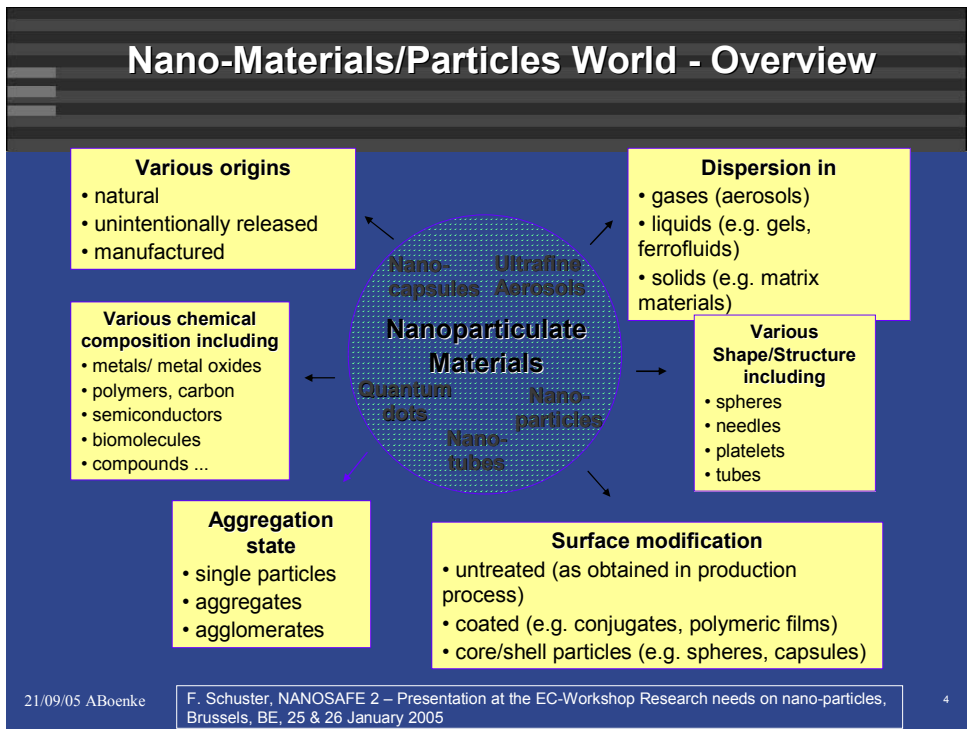 Nano-Materials/Particles World - Overview
Various origins
• natural
• unintentionally released
• manufactured
Dispersion in
• gases (aerosols)
• liquids (e.g. gels,
ferrofluids)
• solids (e.g. matrix
materials)
Nano-
capsules
Ultrafine
Aerosols
Nanoparticulate
Materials
Quantum
dots
Nano-
particles
Nano-
tubes
Various chemical
composition including
• metals/ metal oxides
• polymers, carbon
• semiconductors
• biomolecules
• compounds ...
Various
Shape/Structure
including
• spheres
• needles
• platelets
• tubes
Aggregation
state
• single particles
• aggregates
• agglomerates
Surface modification
• untreated (as obtained in production
process)
• coated (e.g. conjugates, polymeric films)
• core/shell particles (e.g. spheres, capsules)
21/09/05 ABoenke
F. Schuster, NANOSAFE 2 – Presentation at the EC-Workshop Research needs on nano-particles,
Brussels, BE, 25 & 26 January 2005
4